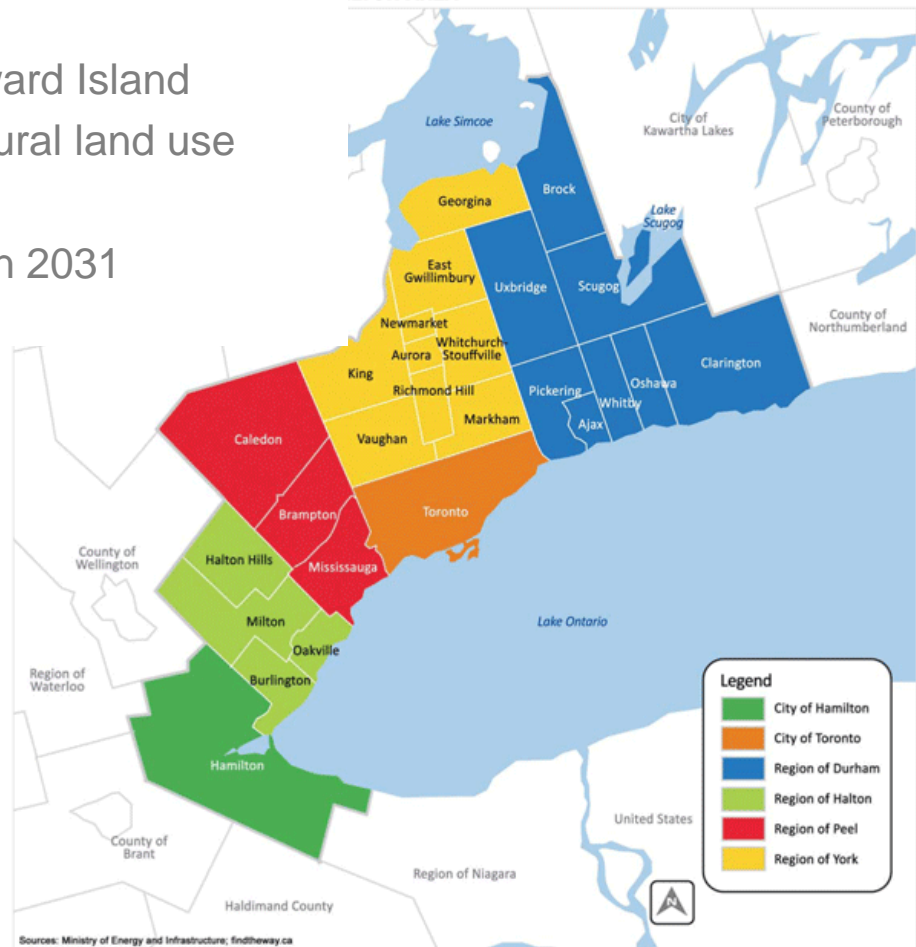 ward Island
ural land use
n 2031
Lake Simcoe
City of
Kawartha Lakes
County of
Peterborough
Georgina
Brock
Lake
Scugog
East
Gwillimbury
Uxbridge
Scugog
County of
Northumberland
Newmarket
Whitchurch-
Stouffville
Aurora
King
Richmond Hill
Pickering
Oshawa
Clarington
Whitby
Ajax
Markham
Vaughan
Caledon
Toronto
Brampton
County of
Wellington
Halton Hills
Mississauga
Milton
Lake Ontario
Oakville
Region of
Waterloo
Burlington
Hamilton
Legend
City of Hamilton
City of Toronto
Region of Durham
Region of Halton
Region of Peel
Region of York
United States
County of
Brant
Region of Niagara
N
Haldimand County
Sources: Ministry of Energy and Infrastructure; findtheway.ca